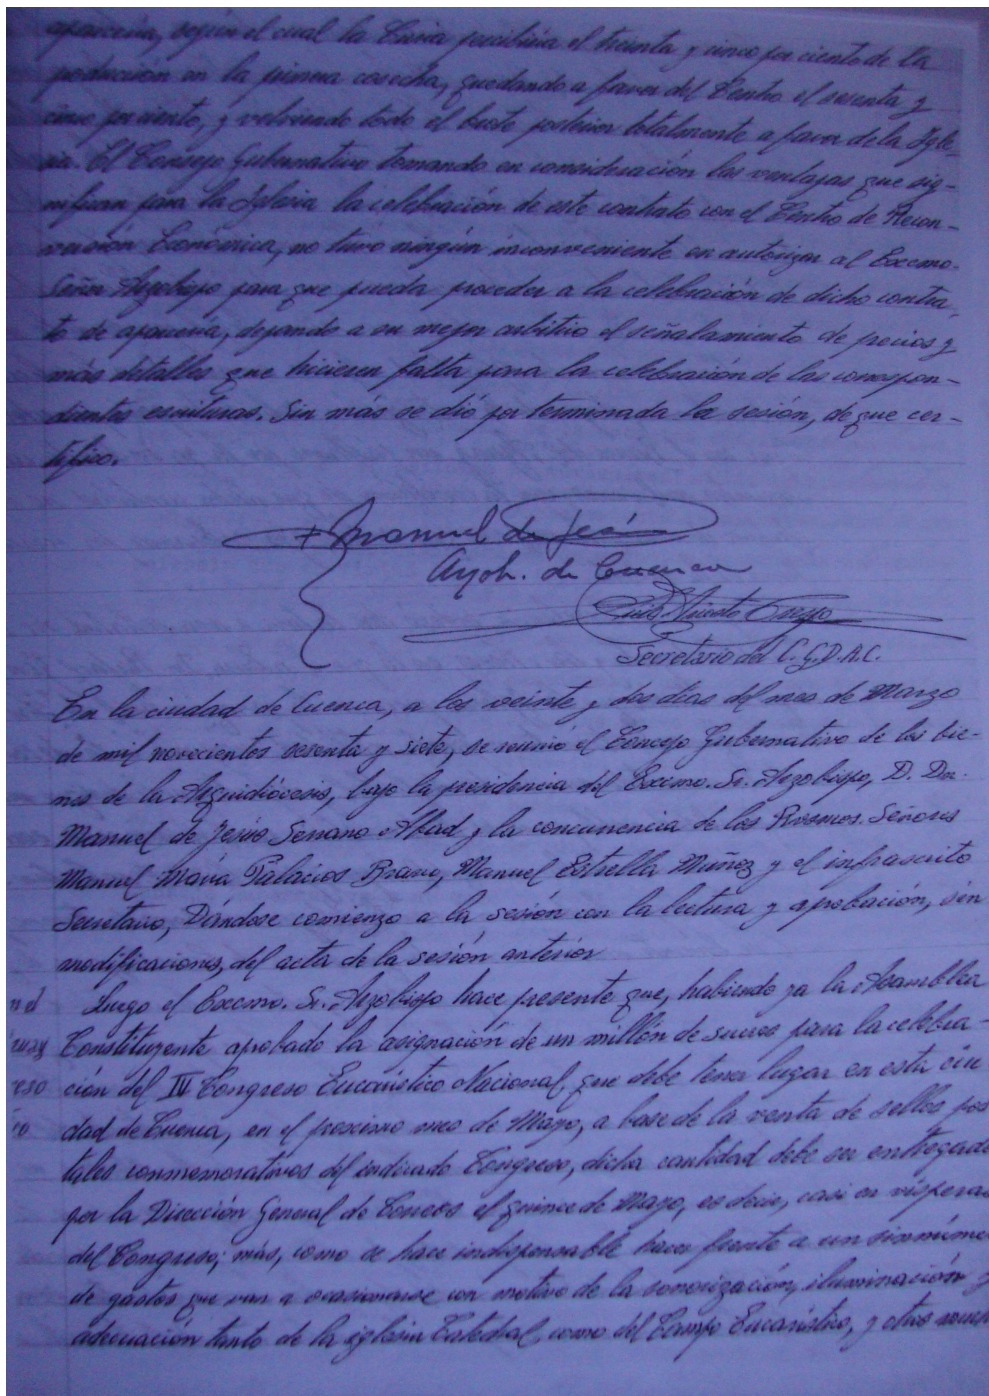 aparcería, según el cual la Curia percibiría el treinta y cinco por ciento de la
producción en la primera cosecha, quedando a favor del Centro el sesenta y
cinco por ciento, y volviendo todo el brote posterior totalmente a favor de la Igle-
sia. El Consejo Gubernativo tomando en consideración las ventajas que sig-
nifican para la Iglesia la celebración de este contrato con el Centro de Recon-
versión Económica, no tuvo ningún inconveniente en autorizar al Excmo.
Señor Arzobispo para que pueda proceder a la celebración de dicho contra-
to de aparcería, dejando a su mejor arbitrio el señalamiento de precios y
más detalles que hicieren falta para la celebración de las correspon-
dientes escrituras. Sin más se dió por terminada la sesión, de que cer-
tifico.
+ Manuel de Jesús
Arzob. de Cuenca
Luis Crespo
Secretario del C.G.D.A.C.
En la ciudad de Cuenca, a los veinte y dos días del mes de Marzo
de mil novecientos sesenta y siete, se reunió el Concejo Gubernativo de los bie-
nes de la Arquidiócesis, bajo la presidencia del Excmo. Sr. Arzobispo, D. Dn.
Manuel de Jesús Serrano Abad y la concurrencia de los Rvdmos. Señores
Manuel María Palacios Bravo, Manuel Estrella Muñoz y el infrascrito
Secretario, Dándose comienzo a la sesión con la lectura y aprobación, sin
modificaciones, del acta de la sesión anterior
Luego el Excmo. Sr. Arzobispo hace presente que, habiendo ya la Asamblea
Constituyente aprobado la asignación de un millón de sucres para la celebra-
ción del IV Congreso Eucarístico Nacional, que debe tener lugar en esta ciu
dad de Cuenca, en el próximo mes de Mayo, a base de la venta de sellos pos
tales conmemorativos del indicado Congreso, dicha cantidad debe ser entregada
por la Dirección General de Correos el quince de Mayo, es decir, casi en vísperas
del Congreso; más, como se hace indispensable hacer frente a un sinnúmero
de gastos que van a ocasionarse con motivo de la sonorización, iluminación y
adecuación tanto de la iglesia Catedral, como del Campo Eucarístico, y otras